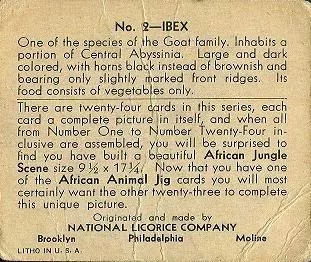 No. 2—IBEX
One of the species of the Goat family. Inhabits
a portion of Central Abyssinia. Large and dark
colored, with horns black instead of brownish and
bearing only slightly marked front ridges. Its
food consists of vegetables only.
There are twenty-four cards in this series, each
card a complete picture in itself, and when all
from Number One to Number Twenty-Four in-
clusive are assembled, you will be surprised to
find you have built a beautiful African Jungle
Scene size 9½ x 17¼. Now that you have one
of the African Animal Jig cards you will most
certainly want the other twenty-three to complete
this unique picture.
Originated and made by
NATIONAL LICORICE COMPANY
Brooklyn Philadelphia Moline
LITHO IN U. S. A.